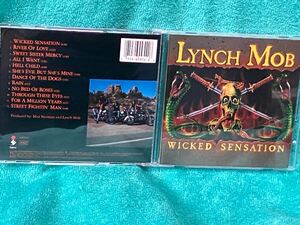 WICKED SENSATION
RIVER OF LOVE
SWEET SISTER MERCY
ALL I WANT
HELL CHILD
SHE'S EVIL BUT SHE'S MINE
DANCE OF THE DOGS
RAIN
NO BED OF ROSES
THROUGH THESE EYES
FOR A MILLION YEARS
STREET FIGHTIN' MAN
Produced by: Max Norman and Lynch Mob
LYNCH MOB
WICKED SENSATION